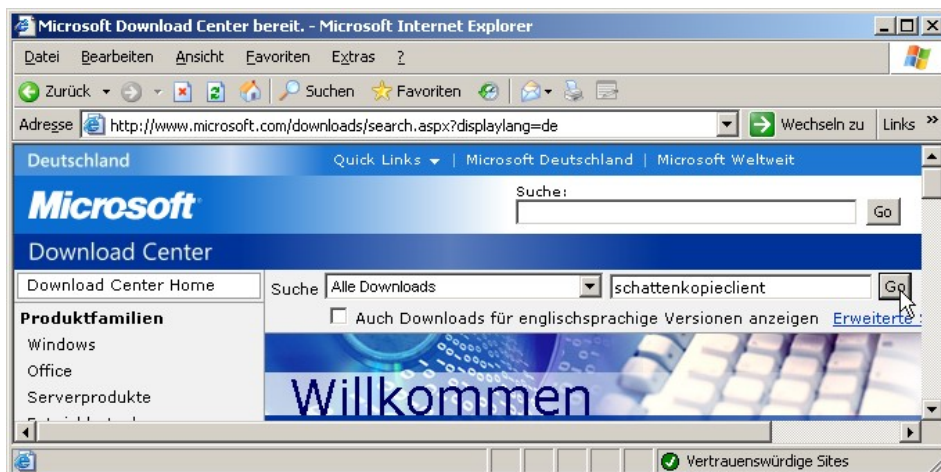 Microsoft Download Center bereit. - Microsoft Internet Explorer
Datei Bearbeiten Ansicht Favoriten Extras ?
Zurück Suchen Favoriten
Adresse http://www.microsoft.com/downloads/search.aspx?displaylang=de Wechseln zu Links »
Deutschland Quick Links | Microsoft Deutschland | Microsoft Weltweit
Suche:
Microsoft Go
Download Center
Download Center Home Suche Alle Downloads schattenkopieclient Go
Auch Downloads für englischsprachige Versionen anzeigen Erweiterte
Produktfamilien
Windows
Office
Willkommen
Serverprodukte
Vertrauenswürdige Sites